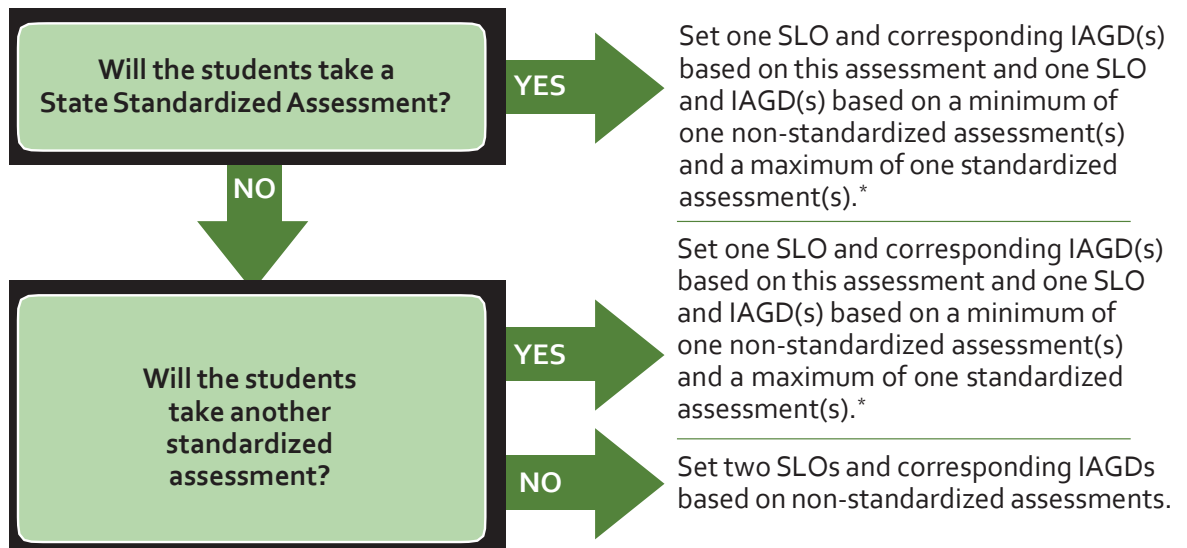 Will the students take a
State Standardized Assessment?
YES
Set one SLO and corresponding IAGD(s)
based on this assessment and one SLO
and IAGD(s) based on a minimum of
one non-standardized assessment(s)
and a maximum of one standardized
assessment(s).*
NO
Will the students
take another
standardized
assessment?
YES
Set one SLO and corresponding IAGD(s)
based on this assessment and one SLO
and IAGD(s) based on a minimum of
one non-standardized assessment(s)
and a maximum of one standardized
assessment(s).*
NO
Set two SLOs and corresponding IAGDs
based on non-standardized assessments.